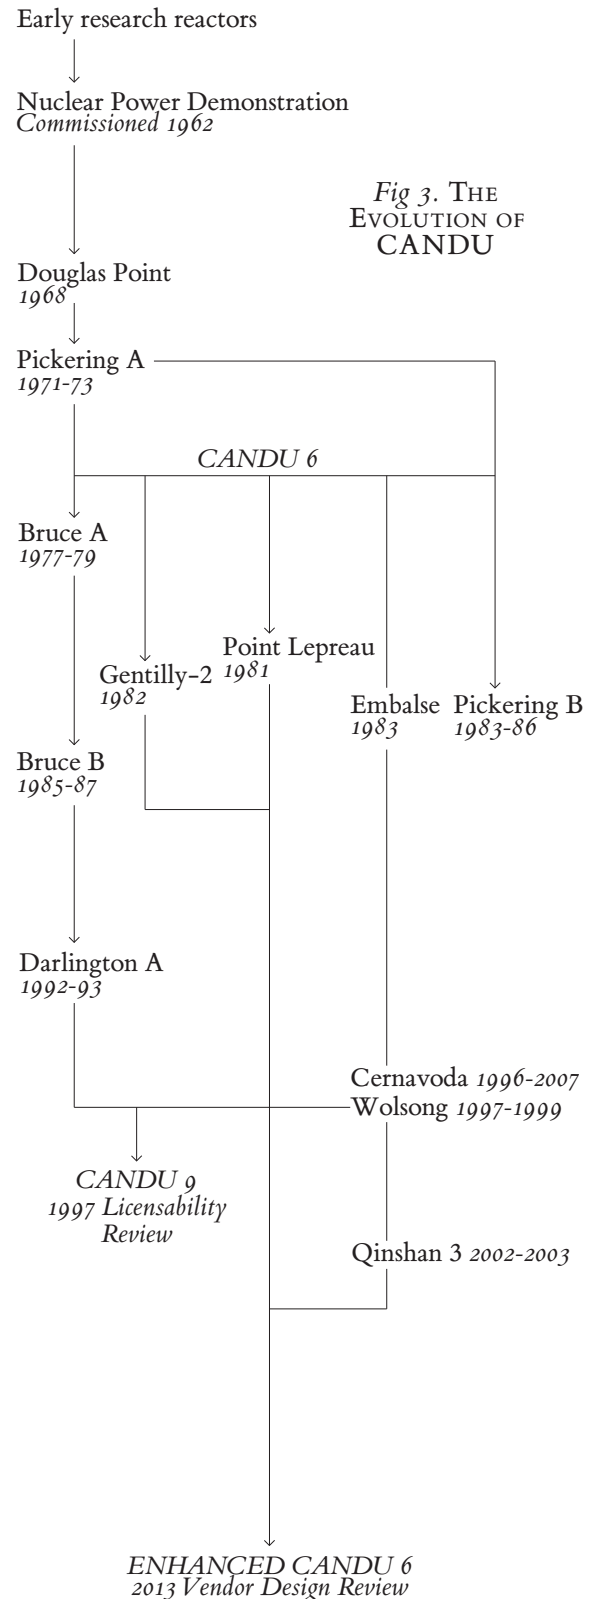 Early research reactors
Nuclear Power Demonstration
Commissioned 1962
Fig 3. THE
EVOLUTION OF
CANDU
Douglas Point
1968
Pickering A
1971-73
CANDU 6
Bruce A
1977-79
Point Lepreau
1981
Gentilly-2
1982
Embalse
1983
Pickering B
1983-86
Bruce B
1985-87
Darlington A
1992-93
Cernavoda 1996-2007
Wolsong 1997-1999
CANDU 9
1997 Licensability
Review
Qinshan 3 2002-2003
ENHANCED CANDU 6
2013 Vendor Design Review